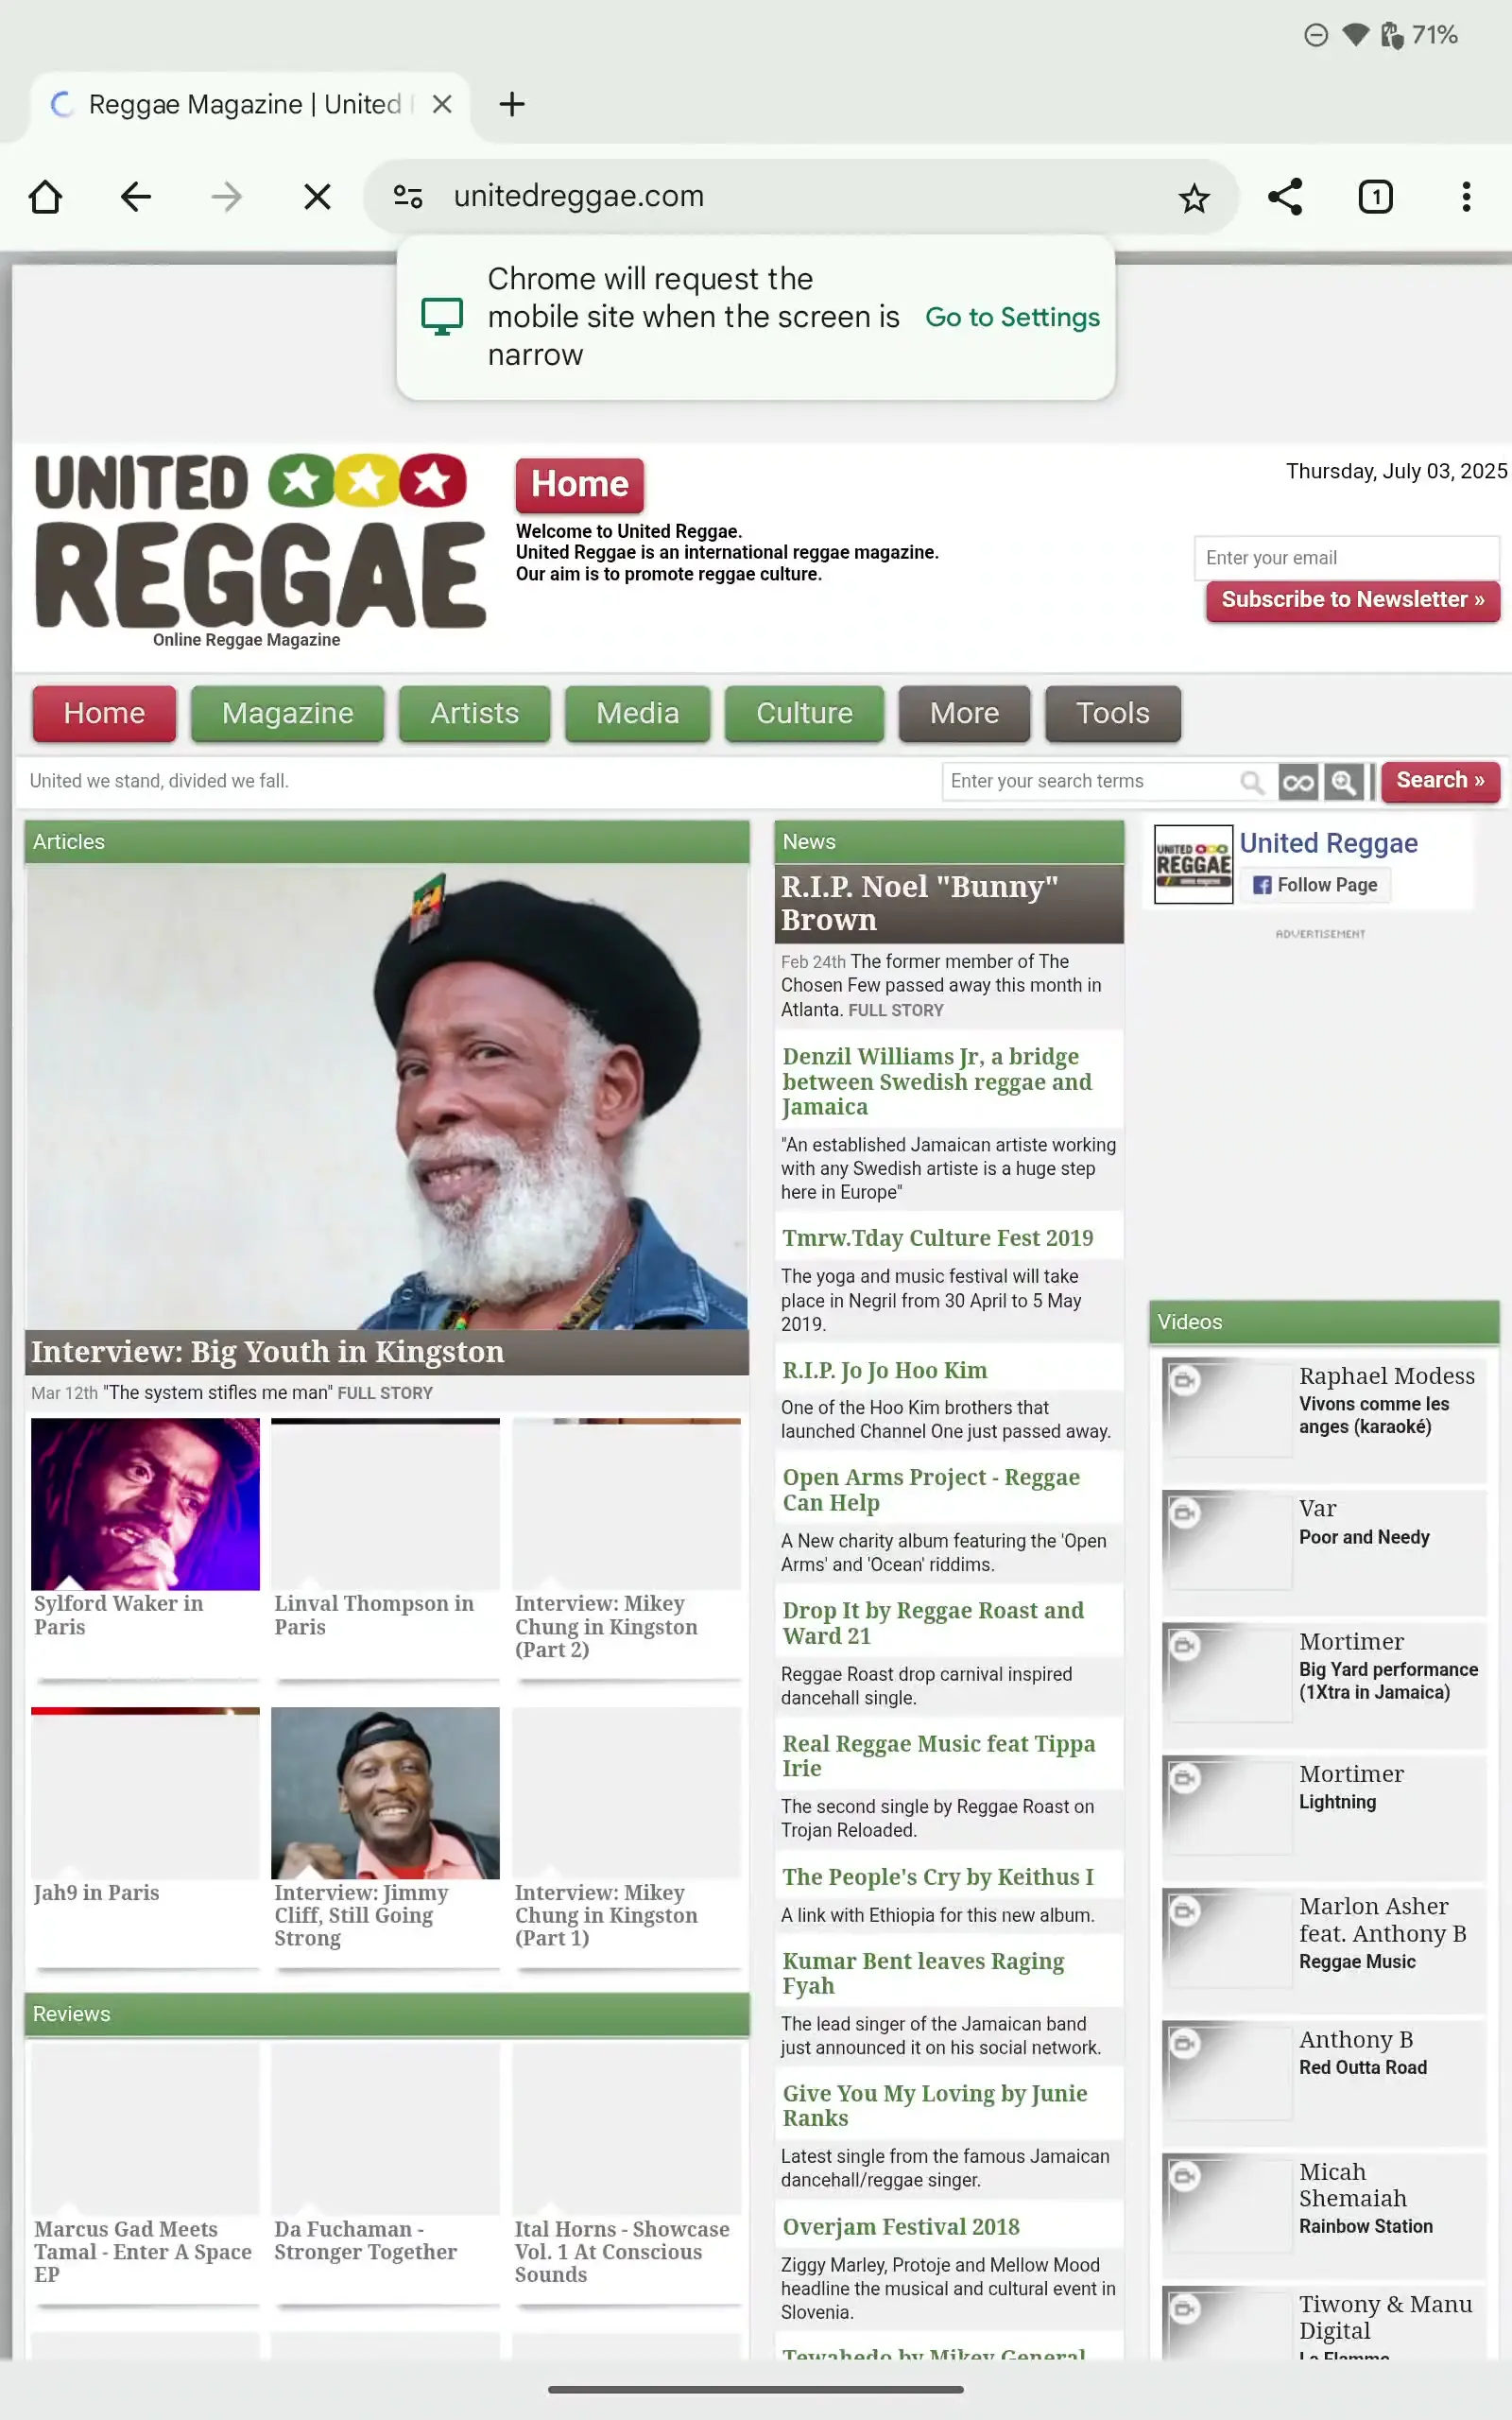 71%
Reggae Magazine | United
unitedreggae.com
1
Chrome will request the
mobile site when the screen is
narrow
Go to Settings
UNITED
REGGAE
Online Reggae Magazine
Home
Welcome to United Reggae.
United Reggae is an international reggae magazine.
Our aim is to promote reggae culture.
Thursday, July 03, 2025
Enter your email
Subscribe to Newsletter »
Home
Magazine
Artists
Media
Culture
More
Tools
United we stand, divided we fall.
Enter your search terms
Search »
Articles
Interview: Big Youth in Kingston
Mar 12th "The system stifles me man" FULL STORY
Sylford Waker in
Paris
Linval Thompson in
Paris
Interview: Mikey
Chung in Kingston
(Part 2)
Jah9 in Paris
Interview: Jimmy
Cliff, Still Going
Strong
Interview: Mikey
Chung in Kingston
(Part 1)
Reviews
Marcus Gad Meets
Tamal - Enter A Space
EP
Da Fuchaman -
Stronger Together
Ital Horns - Showcase
Vol. 1 At Conscious
Sounds
News
R.I.P. Noel "Bunny"
Brown
Feb 24th The former member of The
Chosen Few passed away this month in
Atlanta. FULL STORY
Denzil Williams Jr, a bridge
between Swedish reggae and
Jamaica
"An established Jamaican artiste working
with any Swedish artiste is a huge step
here in Europe"
Tmrw.Tday Culture Fest 2019
The yoga and music festival will take
place in Negril from 30 April to 5 May
2019.
R.I.P. Jo Jo Hoo Kim
One of the Hoo Kim brothers that
launched Channel One just passed away.
Open Arms Project - Reggae
Can Help
A New charity album featuring the 'Open
Arms' and 'Ocean' riddims.
Drop It by Reggae Roast and
Ward 21
Reggae Roast drop carnival inspired
dancehall single.
Real Reggae Music feat Tippa
Irie
The second single by Reggae Roast on
Trojan Reloaded.
The People's Cry by Keithus I
A link with Ethiopia for this new album.
Kumar Bent leaves Raging
Fyah
The lead singer of the Jamaican band
just announced it on his social network.
Give You My Loving by Junie
Ranks
Latest single from the famous Jamaican
dancehall/reggae singer.
Overjam Festival 2018
Ziggy Marley, Protoje and Mellow Mood
headline the musical and cultural event in
Slovenia.
Tewahedo by Mikey General
UNITED
REGGAE
United Reggae
Follow Page
ADVERTISEMENT
Videos
Raphael Modess
Vivons comme les
anges (karaoké)
Var
Poor and Needy
Mortimer
Big Yard performance
(1Xtra in Jamaica)
Mortimer
Lightning
Marlon Asher
feat. Anthony B
Reggae Music
Anthony B
Red Outta Road
Micah
Shemaiah
Rainbow Station
Tiwony & Manu
Digital
La Flamme